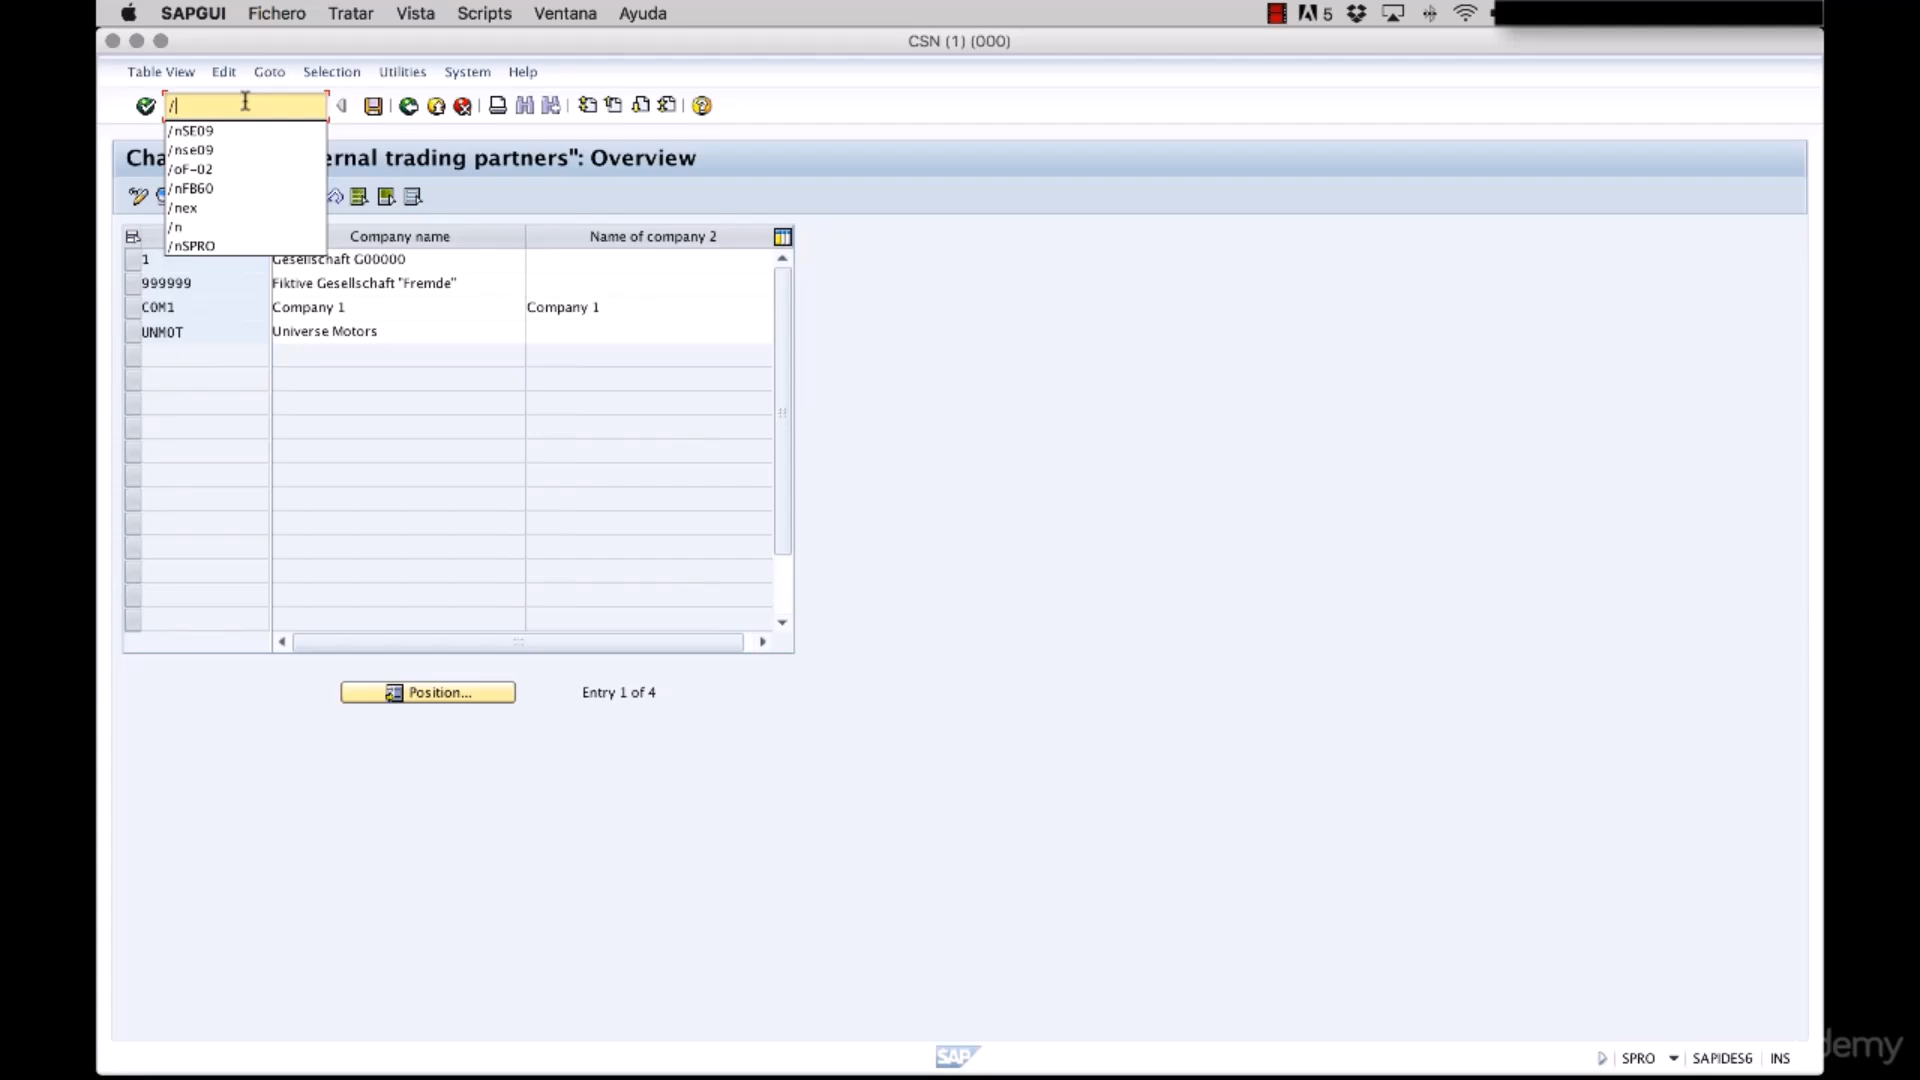 SAPGUI Fichero Tratar Vista Scripts Ventana Ayuda 5
CSN (1) (000)
Table View Edit Goto Selection Utilities System Help
/
/nSE09
/nse09
/oF-02
/nFB60
/nex
/n
/nSPRO
Cha ernal trading partners": Overview
Company name Name of company 2
1 Gesellschaft G00000
999999 Fiktive Gesellschaft "Fremde"
COM1 Company 1 Company 1
UNMOT Universe Motors
Position... Entry 1 of 4
SAP SPRO SAPIDES6 INS
demy